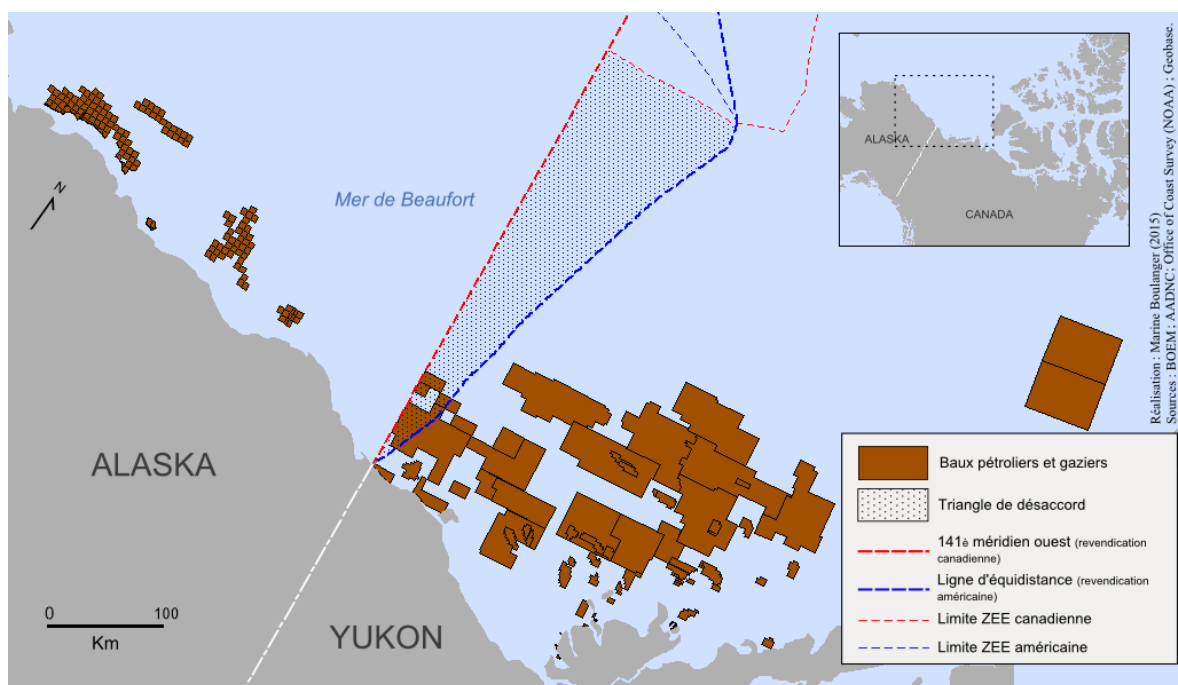 N
Mer de Beaufort
ALASKA
YUKON
0 100
Km
ALASKA
CANADA
Réalisation : Marine Boulanger (2015)
Sources : BOEM ; AADNC ; Office of Coast Survey (NOAA) ; Geobase.
Baux pétroliers et gaziers
Triangle de désaccord
141è méridien ouest (revendication
canadienne)
Ligne d'équidistance (revendication
américaine)
Limite ZEE canadienne
Limite ZEE américaine